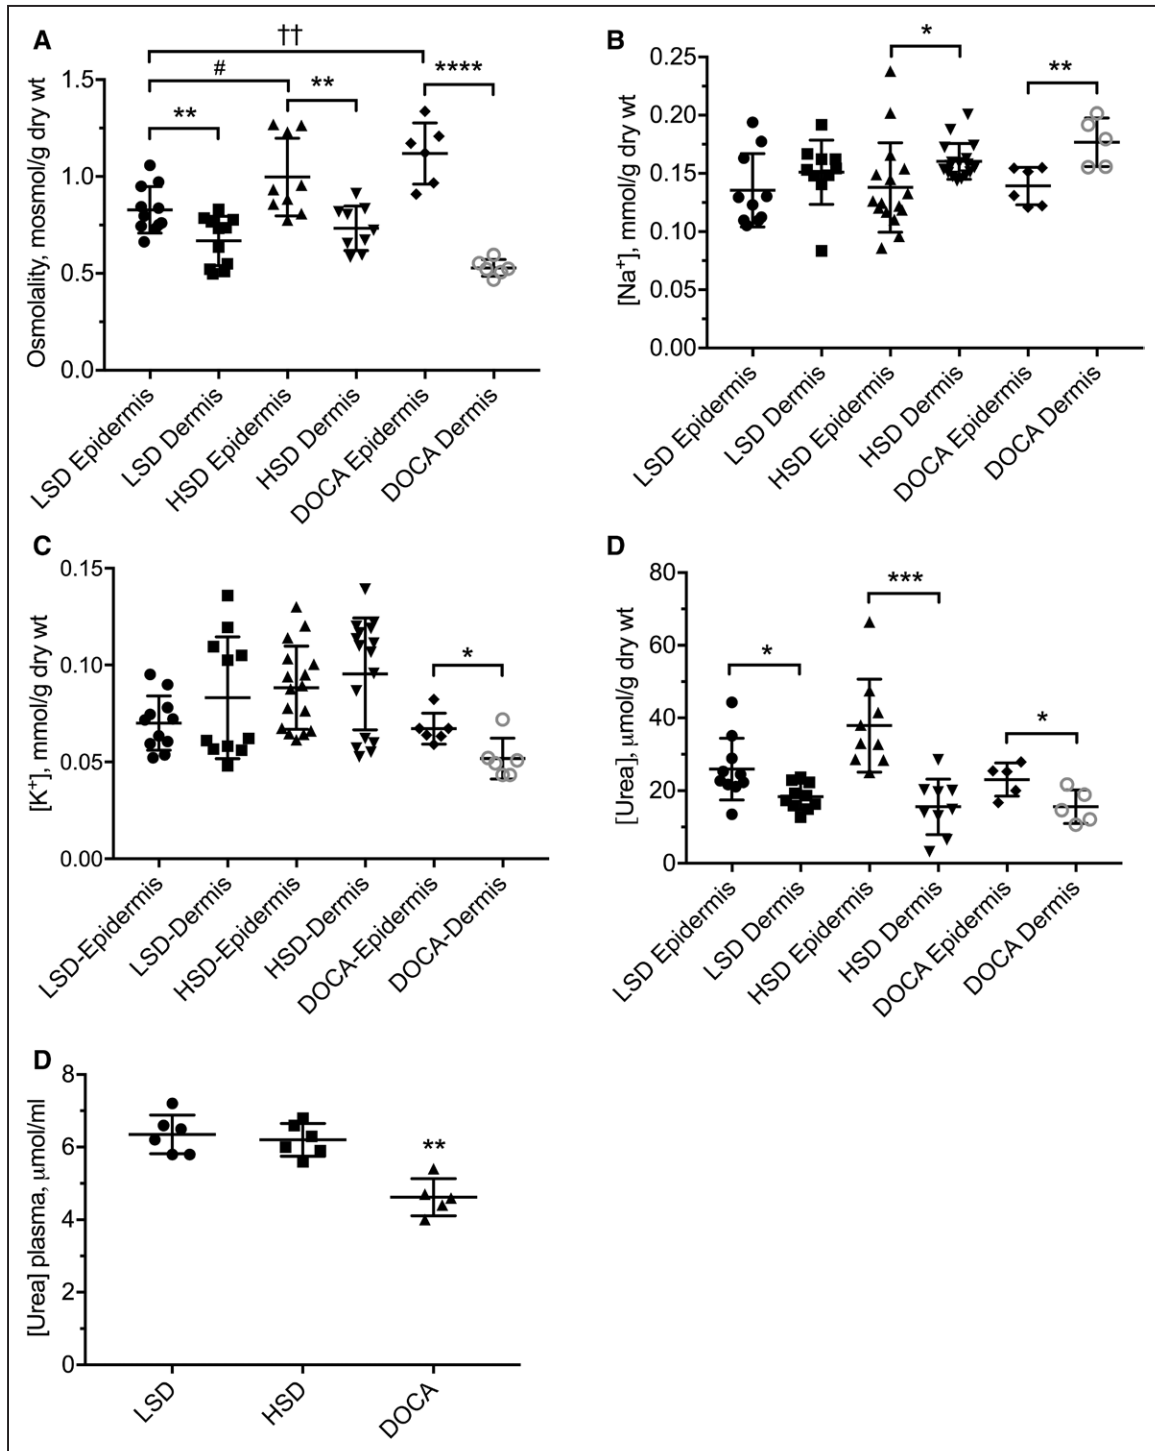 A
††
#
**
**
****
Osmolality, mosmol/g dry wt
1.5
1.0
0.5
0.0
LSD Epidermis
LSD Dermis
HSD Epidermis
HSD Dermis
DOCA Epidermis
DOCA Dermis
B
*
**
[Na⁺], mmol/g dry wt
0.25
0.20
0.15
0.10
0.05
0.00
LSD Epidermis
LSD Dermis
HSD Epidermis
HSD Dermis
DOCA Epidermis
DOCA Dermis
C
*
[K⁺], mmol/g dry wt
0.15
0.10
0.05
0.00
LSD-Epidermis
LSD-Dermis
HSD-Epidermis
HSD-Dermis
DOCA-Epidermis
DOCA-Dermis
D
*
***
*
[Urea], µmol/g dry wt
80
60
40
20
0
LSD Epidermis
LSD Dermis
HSD Epidermis
HSD Dermis
DOCA Epidermis
DOCA Dermis
D
**
[Urea] plasma, µmol/ml
8
6
4
2
0
LSD
HSD
DOCA